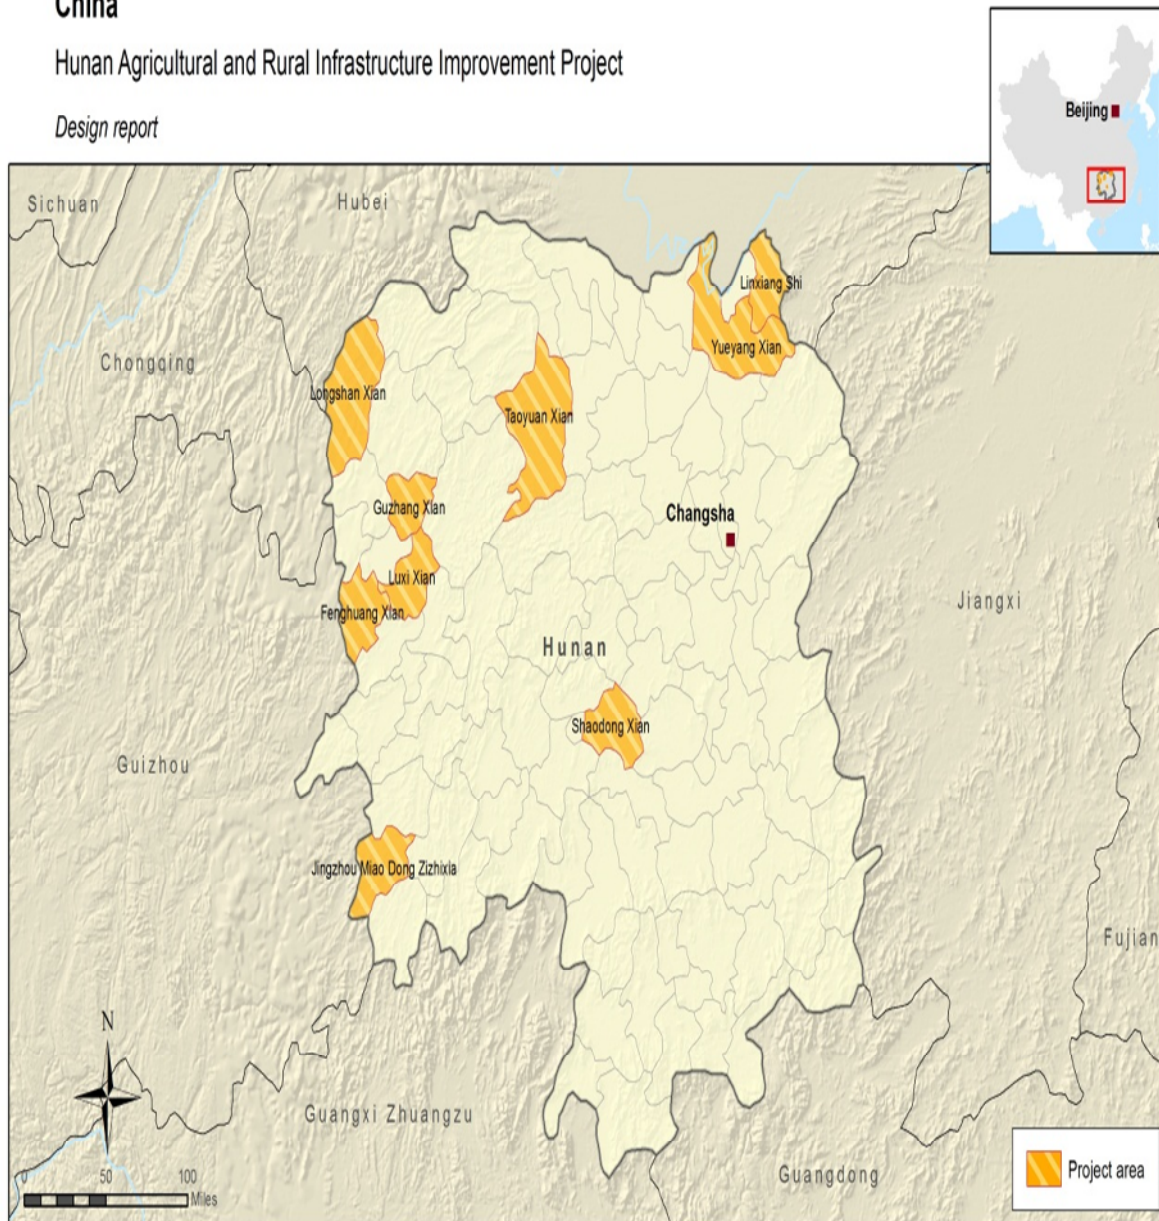 China
Hunan Agricultural and Rural Infrastructure Improvement Project
Design report
Beijing
Sichuan
Hubei
Linxiang Shi
Yueyang Xian
Chongqing
Longshan Xian
Taoyuan Xian
Guzhang Xian
Changsha
Luxi Xian
Fenghuang Xian
Jiangxi
Hunan
Shaodong Xian
Guizhou
Jingzhou Miao Dong Zizhixia
Fujian
N
Guangxi Zhuangzu
Guangdong
Project area
0 50 100
Miles